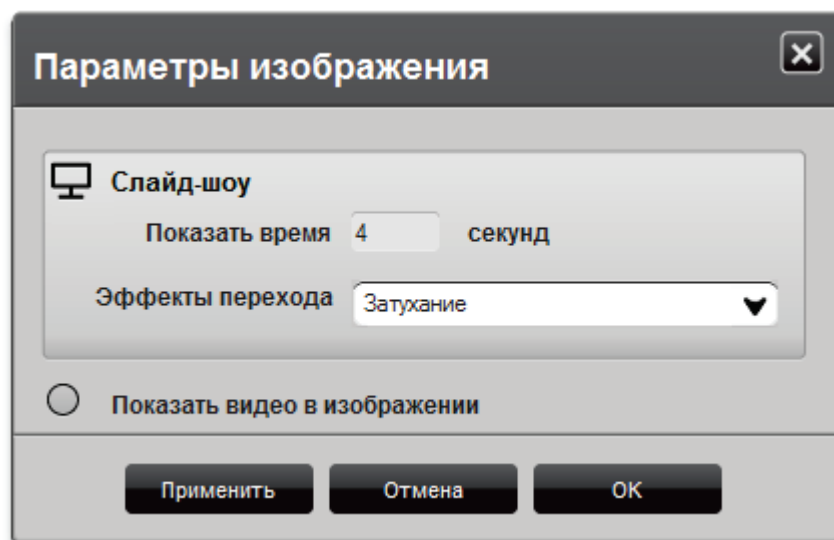 Параметры изображения
Слайд-шоу
Показать время 4 секунд
Эффекты перехода Затухание
Показать видео в изображении
Применить Отмена OK